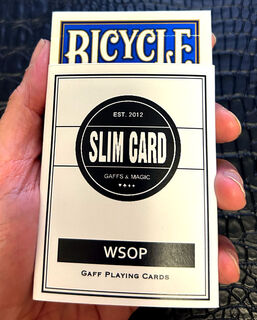 BICYCLE
EST. 2012
SLIM CARD
GAFFS & MAGIC
WSOP
GAFF PLAYING CARDS